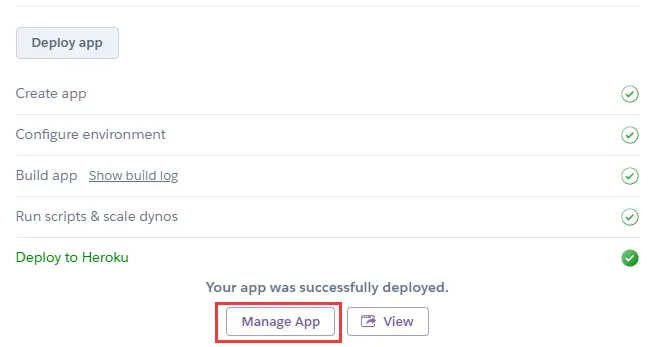 Deploy app
Create app
Configure environment
Build app Show build log
Run scripts & scale dynos
Deploy to Heroku
Your app was successfully deployed.
Manage App View